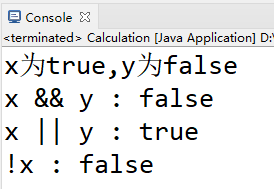 Console
<terminated> Calculation [Java Application] D:\
x为true,y为false
x && y : false
x || y : true
!x : false